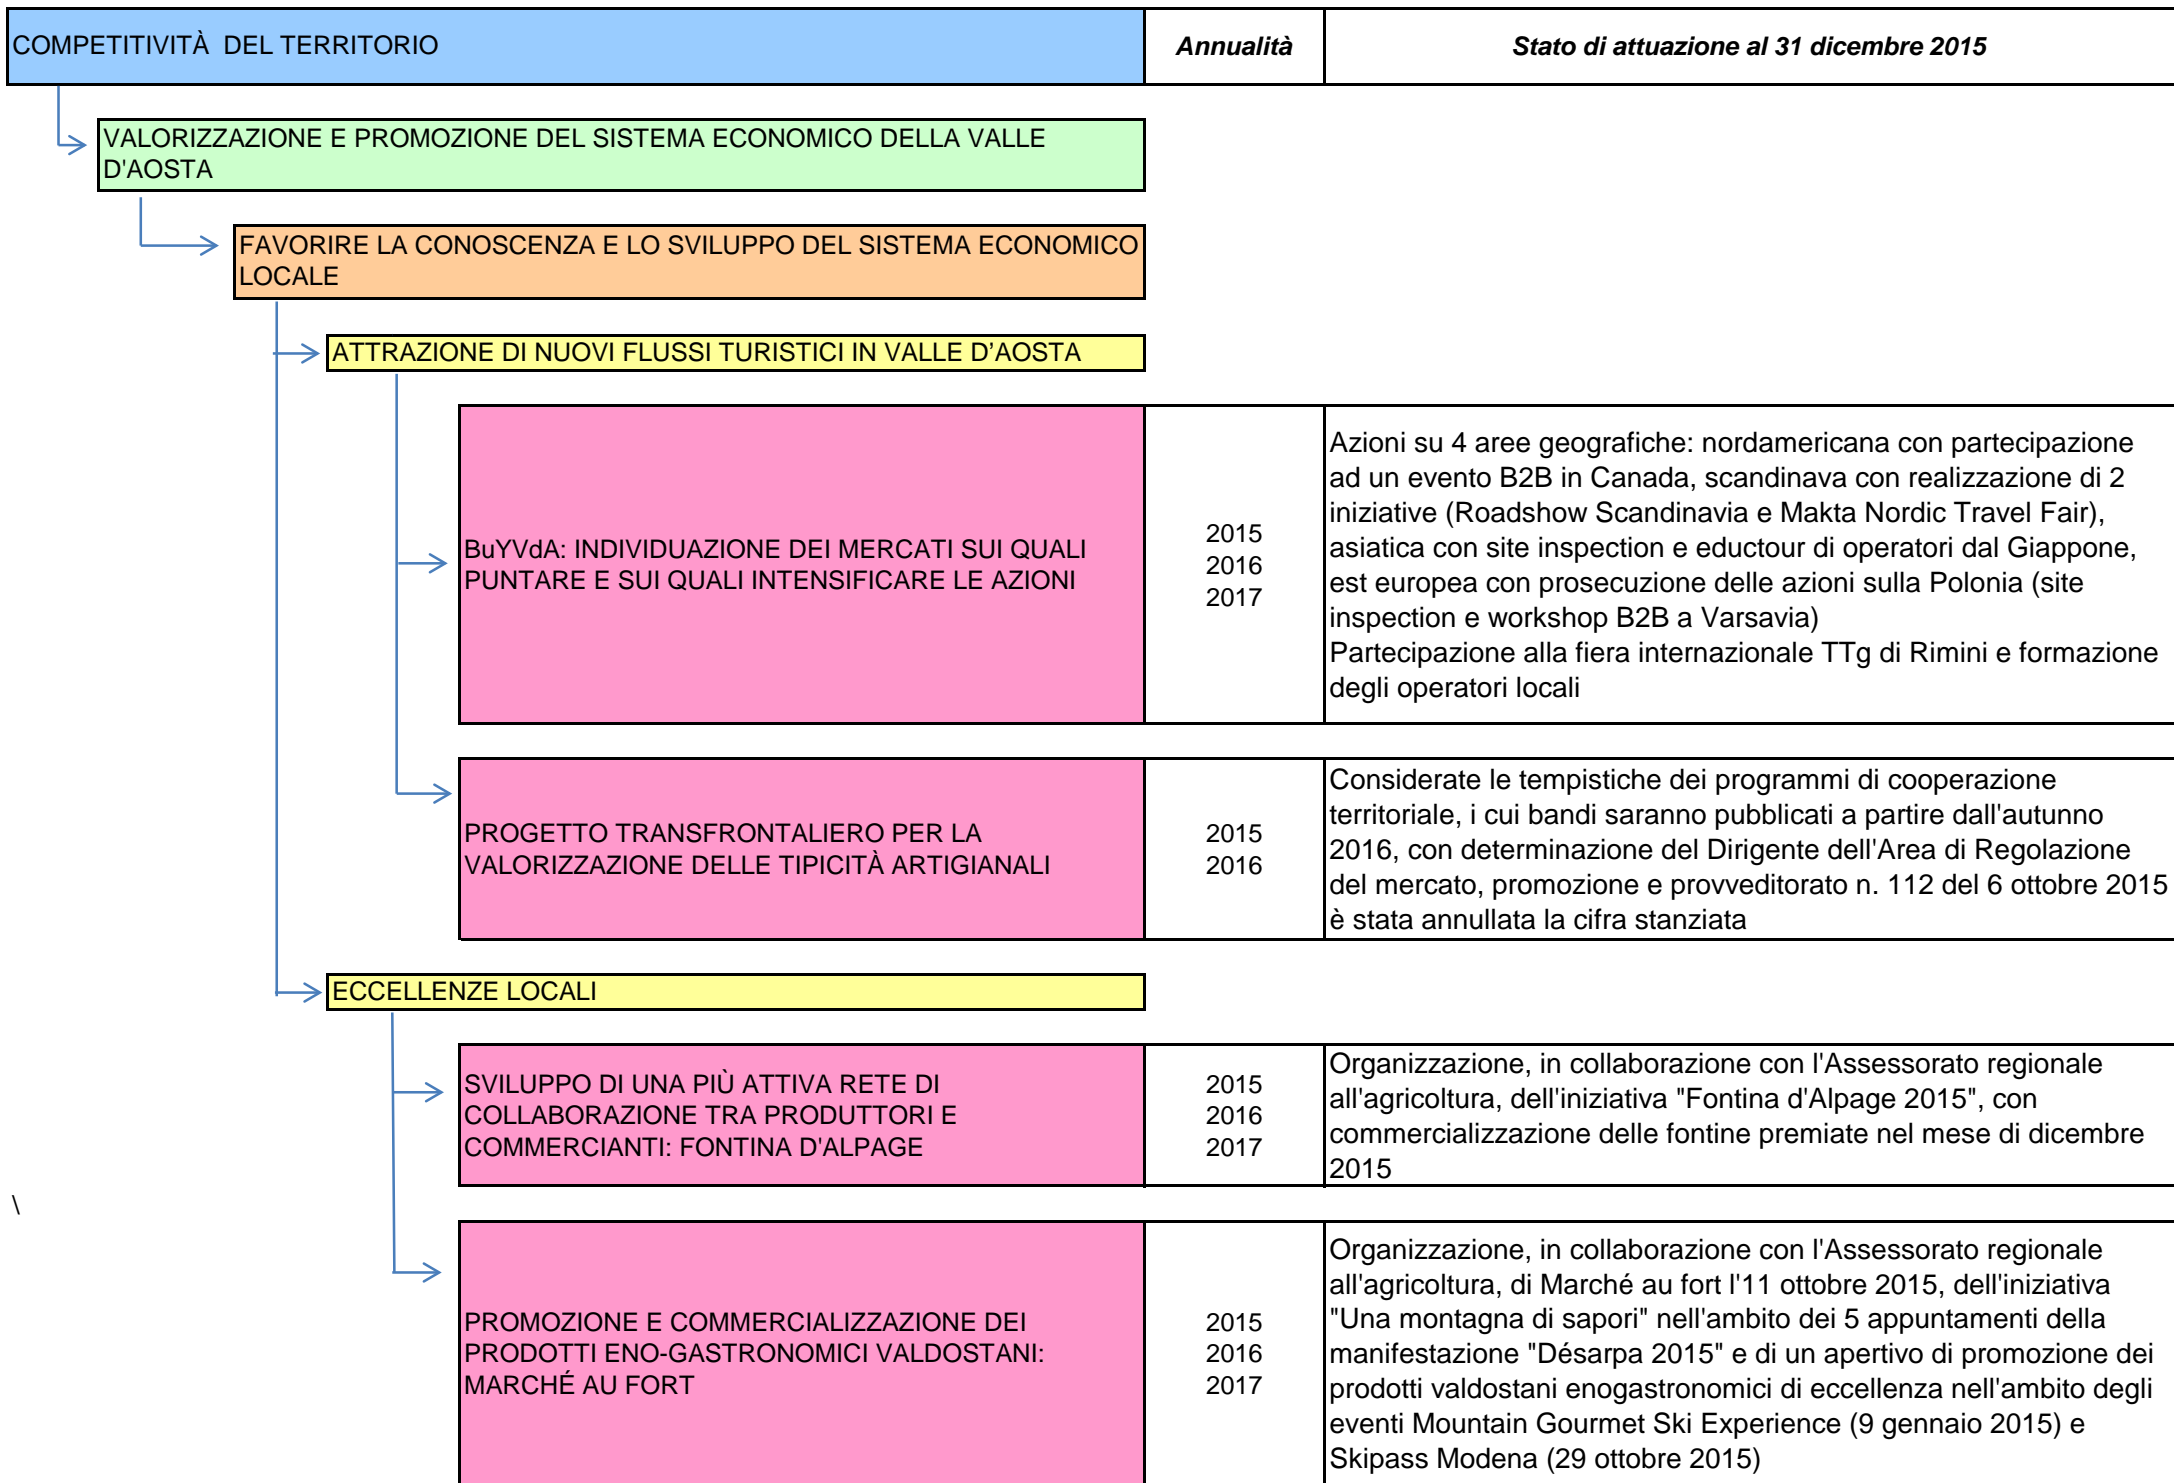 COMPETITIVITÀ  DEL TERRITORIO
Annualità
Stato di attuazione al 31 dicembre 2015
VALORIZZAZIONE E PROMOZIONE DEL SISTEMA ECONOMICO DELLA VALLE
D'AOSTA
FAVORIRE LA CONOSCENZA E LO SVILUPPO DEL SISTEMA ECONOMICO
LOCALE
ATTRAZIONE DI NUOVI FLUSSI TURISTICI IN VALLE D’AOSTA
BuYVdA: INDIVIDUAZIONE DEI MERCATI SUI QUALI
PUNTARE E SUI QUALI INTENSIFICARE LE AZIONI
2015
2016
2017
Azioni su 4 aree geografiche: nordamericana con partecipazione
ad un evento B2B in Canada, scandinava con realizzazione di 2
iniziative (Roadshow Scandinavia e Makta Nordic Travel Fair),
asiatica con site inspection e eductour di operatori dal Giappone,
est europea con prosecuzione delle azioni sulla Polonia (site
inspection e workshop B2B a Varsavia)
Partecipazione alla fiera internazionale TTg di Rimini e formazione
degli operatori locali
PROGETTO TRANSFRONTALIERO PER LA
VALORIZZAZIONE DELLE TIPICITÀ ARTIGIANALI
2015
2016
Considerate le tempistiche dei programmi di cooperazione
territoriale, i cui bandi saranno pubblicati a partire dall'autunno
2016, con determinazione del Dirigente dell'Area di Regolazione
del mercato, promozione e provveditorato n. 112 del 6 ottobre 2015
è stata annullata la cifra stanziata
ECCELLENZE LOCALI
SVILUPPO DI UNA PIÙ ATTIVA RETE DI
COLLABORAZIONE TRA PRODUTTORI E
COMMERCIANTI: FONTINA D'ALPAGE
2015
2016
2017
Organizzazione, in collaborazione con l'Assessorato regionale
all'agricoltura, dell'iniziativa "Fontina d'Alpage 2015", con
commercializzazione delle fontine premiate nel mese di dicembre
2015
\
PROMOZIONE E COMMERCIALIZZAZIONE DEI
PRODOTTI ENO-GASTRONOMICI VALDOSTANI:
MARCHÉ AU FORT
2015
2016
2017
Organizzazione, in collaborazione con l'Assessorato regionale
all'agricoltura, di Marché au fort l'11 ottobre 2015, dell'iniziativa
"Una montagna di sapori" nell'ambito dei 5 appuntamenti della
manifestazione "Désarpa 2015" e di un apertivo di promozione dei
prodotti valdostani enogastronomici di eccellenza nell'ambito degli
eventi Mountain Gourmet Ski Experience (9 gennaio 2015) e
Skipass Modena (29 ottobre 2015)